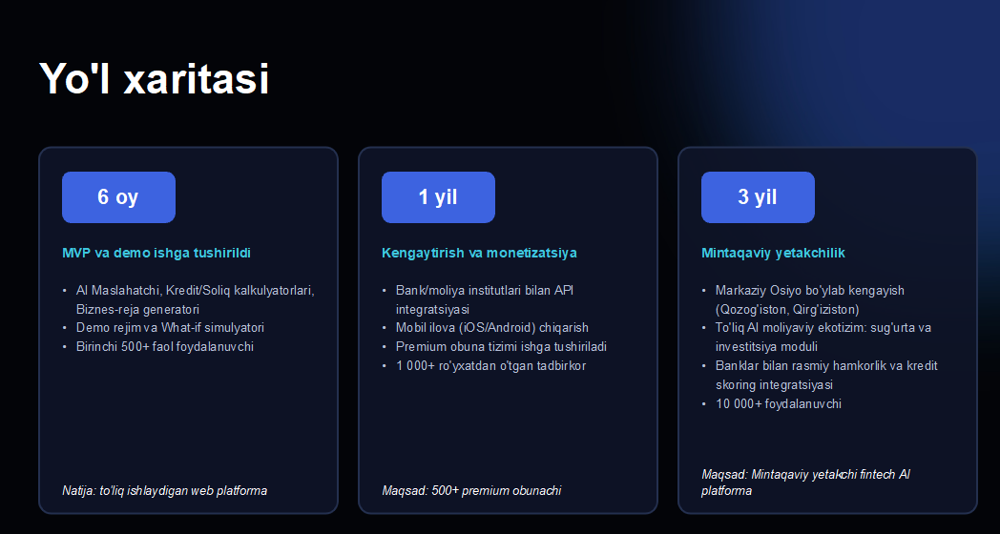 Yo'l xaritasi
6 oy
MVP va demo ishga tushirildi
• AI Maslahatchi, Kredit/Soliq kalkulyatorlari,
Biznes-reja generatori
• Demo rejim va What-if simulyatori
• Birinchi 500+ faol foydalanuvchi
Natija: to'liq ishlaydigan web platforma
1 yil
Kengaytirish va monetizatsiya
• Bank/moliya institutlari bilan API
integratsiyasi
• Mobil ilova (iOS/Android) chiqarish
• Premium obuna tizimi ishga tushiriladi
• 1 000+ ro'yxatdan o'tgan tadbirkor
Maqsad: 500+ premium obunachi
3 yil
Mintaqaviy yetakchilik
• Markaziy Osiyo bo'ylab kengayish
(Qozog'iston, Qirg'iziston)
• To'liq AI moliyaviy ekotizim: sug'urta va
investitsiya moduli
• Banklar bilan rasmiy hamkorlik va kredit
skoring integratsiyasi
• 10 000+ foydalanuvchi
Maqsad: Mintaqaviy yetakchi fintech AI
platforma